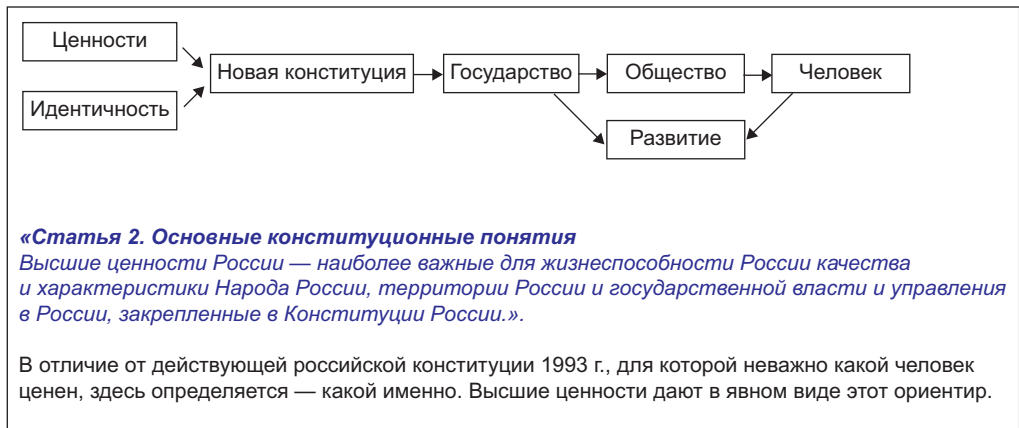 Ценности
Идентичность
Новая конституция
Государство
Общество
Человек
Развитие
«Статья 2. Основные конституционные понятия
Высшие ценности России — наиболее важные для жизнеспособности России качества
и характеристики Народа России, территории России и государственной власти и управления
в России, закрепленные в Конституции России.».
В отличие от действующей российской конституции 1993 г., для которой неважно какой человек
ценен, здесь определяется — какой именно. Высшие ценности дают в явном виде этот ориентир.